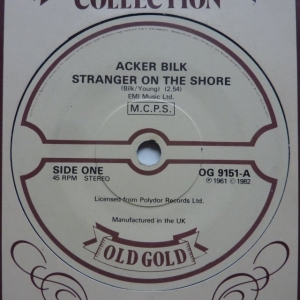 COLLECTION
ACKER BILK
STRANGER ON THE SHORE
(Bilk/Young) (2.54)
EMI Music Ltd.
M.C.P.S.
SIDE ONE
45 RPM STEREO
OG 9151-A
℗ 1961 © 1982
Licensed from Polydor Records Ltd.
Manufactured in the UK
OLD GOLD